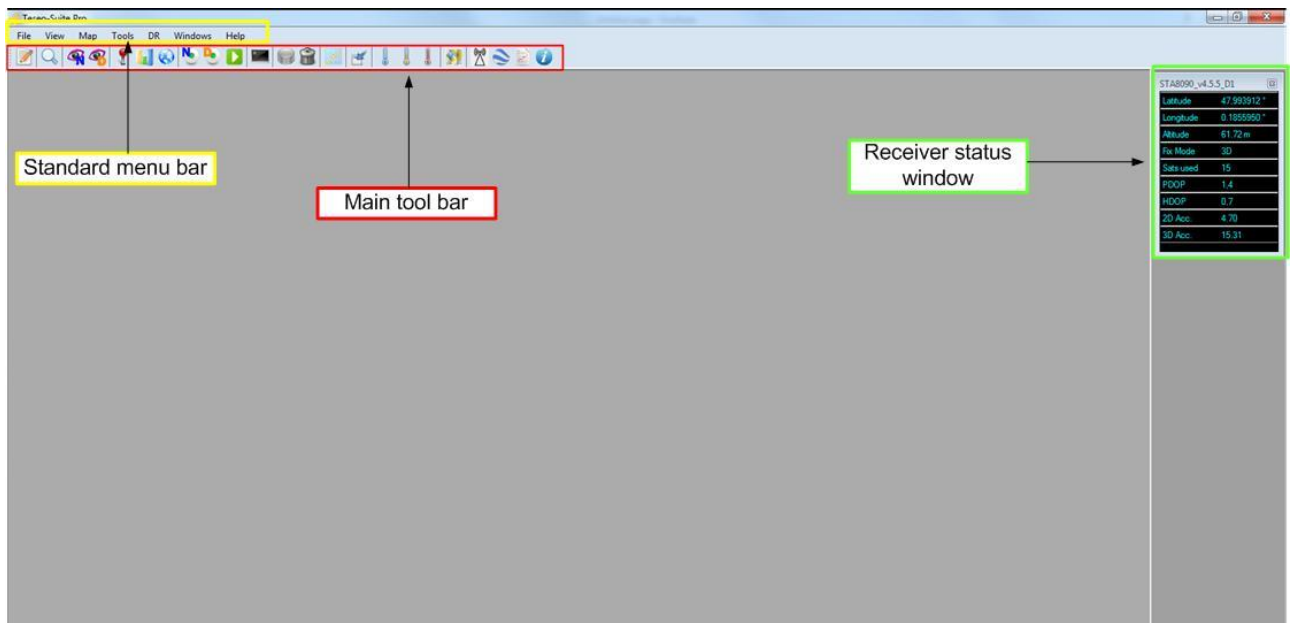 Teseo-Suite Pro
File View Map Tools DR Windows Help
STA8090_v4.5.5_D1
Latitude 47.993912 °
Longitude 0.1855950 °
Altitude 61.72 m
Fix Mode 3D
Sats used 15
PDOP 1,4
HDOP 0,7
2D Acc. 4.70
3D Acc. 15.31
Standard menu bar
Main tool bar
Receiver status
window